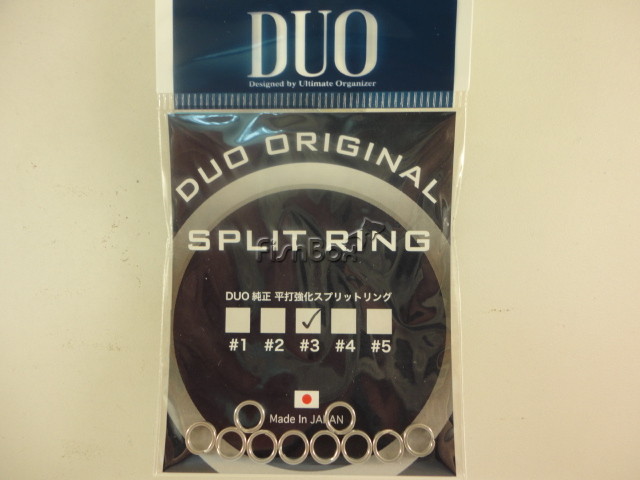 DUO
Designed by Ultimate Organizer
DUO ORIGINAL
SPLIT RING
FishBoA
DUO 純正 平打強化スプリットリング
#1 #2 #3 #4 #5
Made In JAPAN